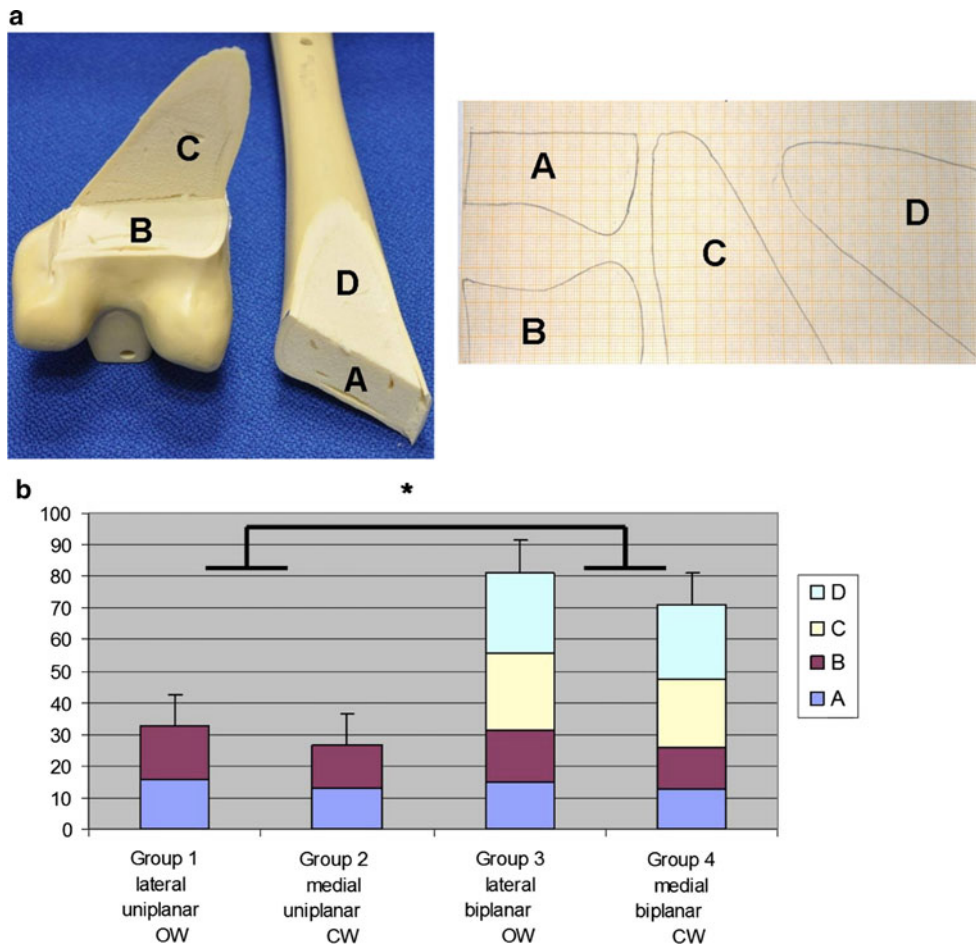 a
C
B
D
A
A
B
C
D
b
*
100
90
80
70
60
50
40
30
20
10
0
Group 1
lateral
uniplanar
OW
Group 2
medial
uniplanar
CW
Group 3
lateral
biplanar
OW
Group 4
medial
biplanar
CW
D
C
B
A